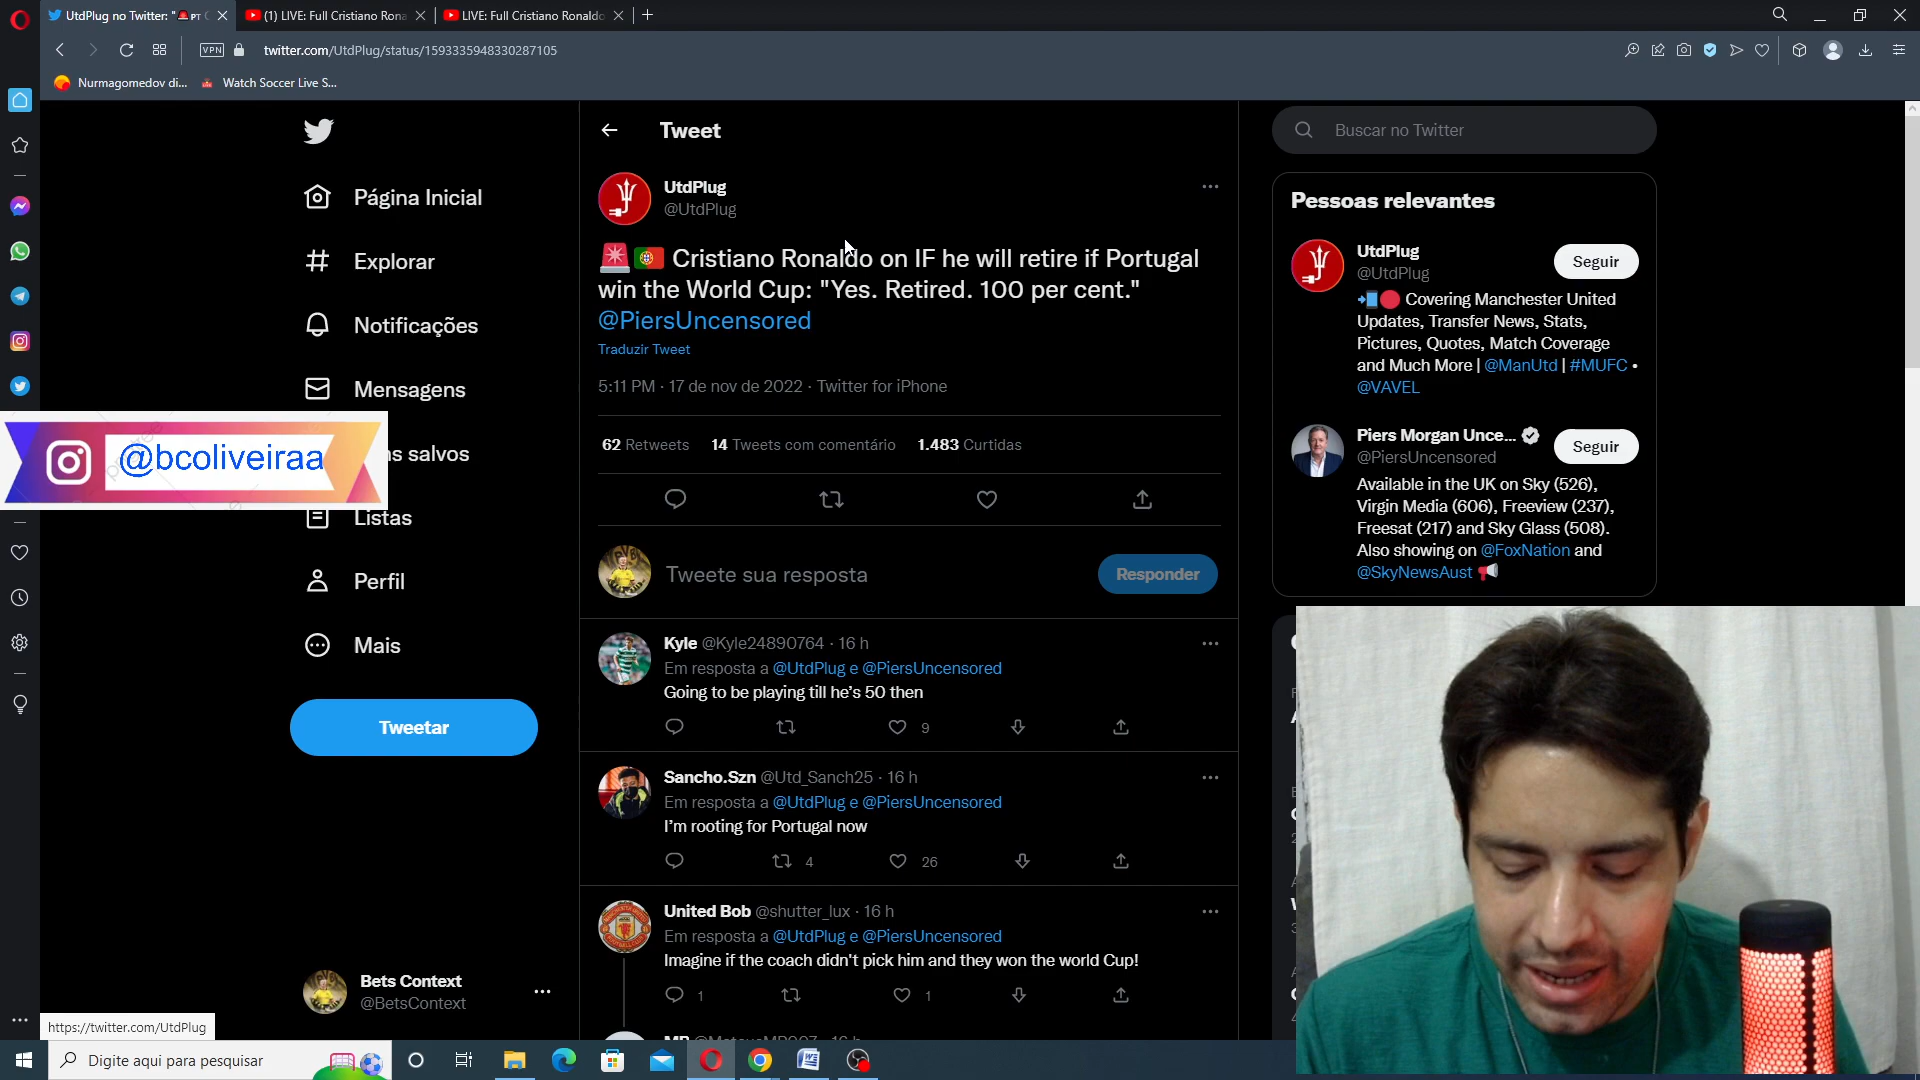 UtdPlug no Twitter: "🚨PT
(1) LIVE: Full Cristiano Rona
LIVE: Full Cristiano Ronaldo
VPN
twitter.com/UtdPlug/status/1593335948330287105
Nurmagomedov di...
Watch Soccer Live S...
Página Inicial
Explorar
Notificações
Mensagens
ns salvos
Listas
Perfil
Mais
Tweetar
@bcoliveiraa
Bets Context
@BetsContext
https://twitter.com/UtdPlug
Tweet
UtdPlug
@UtdPlug
🚨🇵🇹 Cristiano Ronaldo on IF he will retire if Portugal
win the World Cup: "Yes. Retired. 100 per cent."
@PiersUncensored
Traduzir Tweet
5:11 PM · 17 de nov de 2022 · Twitter for iPhone
62 Retweets 14 Tweets com comentário 1.483 Curtidas
Tweete sua resposta
Responder
Kyle @Kyle24890764 · 16 h
Em resposta a @UtdPlug e @PiersUncensored
Going to be playing till he's 50 then
9
Sancho.Szn @Utd_Sanch25 · 16 h
Em resposta a @UtdPlug e @PiersUncensored
I'm rooting for Portugal now
4 26
United Bob @shutter_lux · 16 h
Em resposta a @UtdPlug e @PiersUncensored
Imagine if the coach didn't pick him and they won the world Cup!
1 1
Buscar no Twitter
Pessoas relevantes
UtdPlug
@UtdPlug
Seguir
📲🔴 Covering Manchester United
Updates, Transfer News, Stats,
Pictures, Quotes, Match Coverage
and Much More | @ManUtd | #MUFC •
@VAVEL
Piers Morgan Unce...
@PiersUncensored
Seguir
Available in the UK on Sky (526),
Virgin Media (606), Freeview (237),
Freesat (217) and Sky Glass (508).
Also showing on @FoxNation and
@SkyNewsAust 📢
Digite aqui para pesquisar